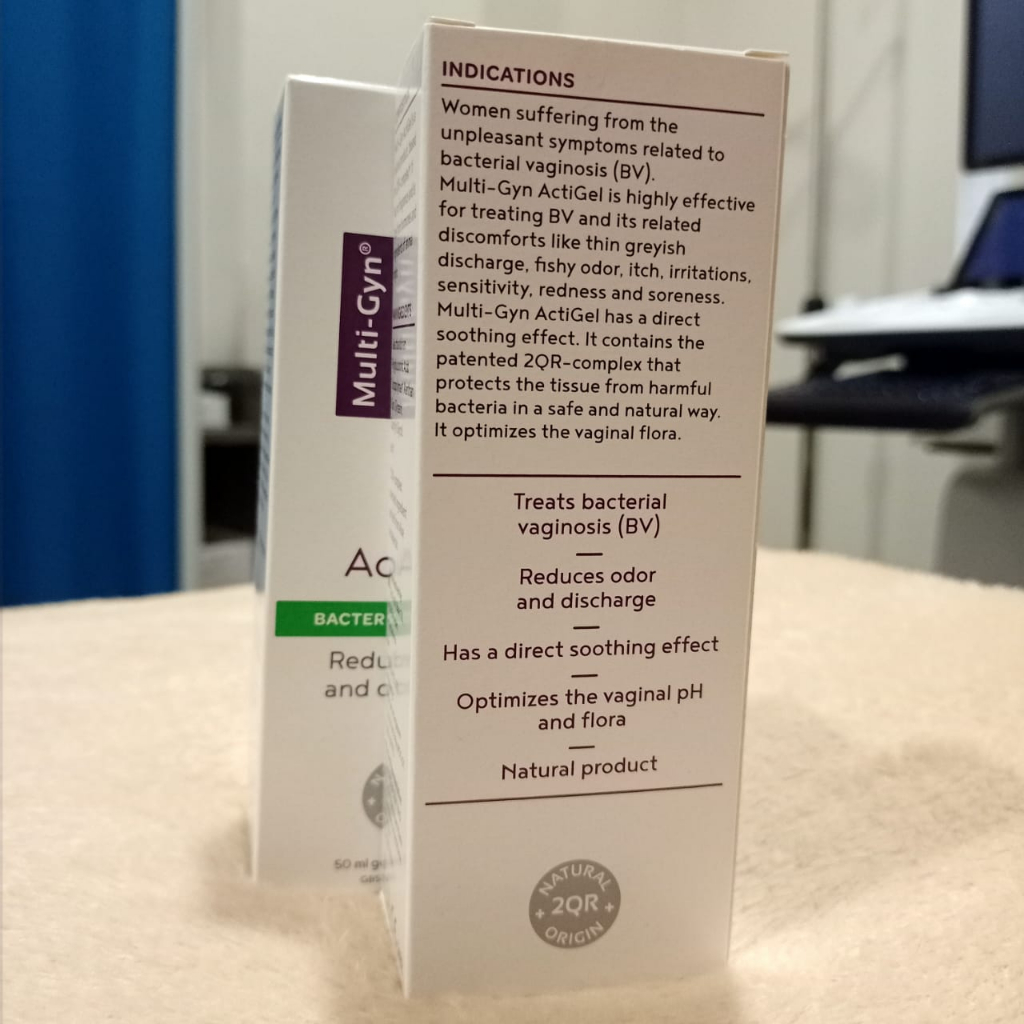 INDICATIONS
Women suffering from the
unpleasant symptoms related to
bacterial vaginosis (BV).
Multi-Gyn ActiGel is highly effective
for treating BV and its related
discomforts like thin greyish
discharge, fishy odor, itch, irritations,
sensitivity, redness and soreness.
Multi-Gyn ActiGel has a direct
soothing effect. It contains the
patented 2QR-complex that
protects the tissue from harmful
bacteria in a safe and natural way.
It optimizes the vaginal flora.
Treats bacterial
vaginosis (BV)
Reduces odor
and discharge
Has a direct soothing effect
Optimizes the vaginal pH
and flora
Natural product
NATURAL
2QR
ORIGIN
Multi-Gyn®
and
50 ml